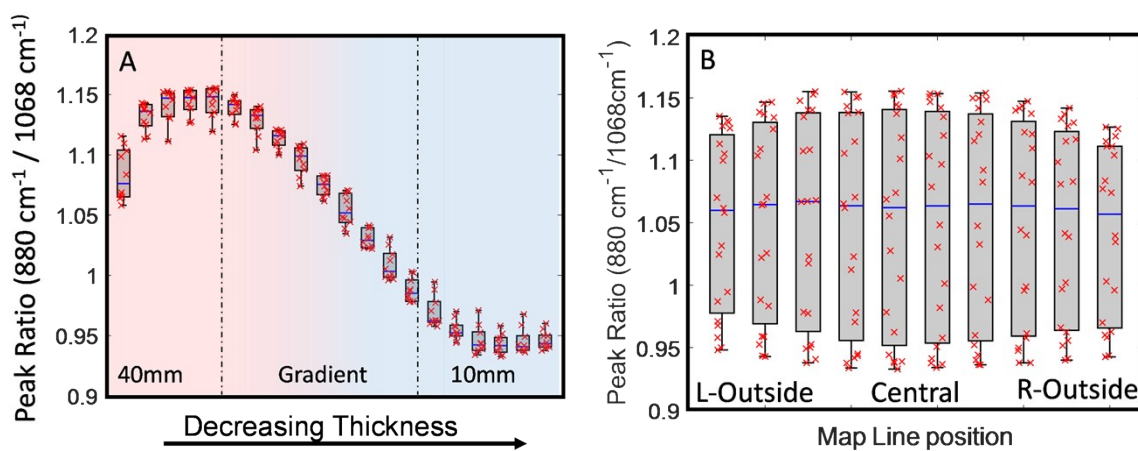 Peak Ratio (880 cm⁻¹ / 1068 cm⁻¹)
1.2
1.15
1.1
1.05
1
0.95
0.9
A
40mm Gradient 10mm
Decreasing Thickness
Peak Ratio (880 cm⁻¹/1068cm⁻¹)
1.2
1.15
1.10
1.05
1.0
0.95
0.9
B
L-Outside Central R-Outside
Map Line position